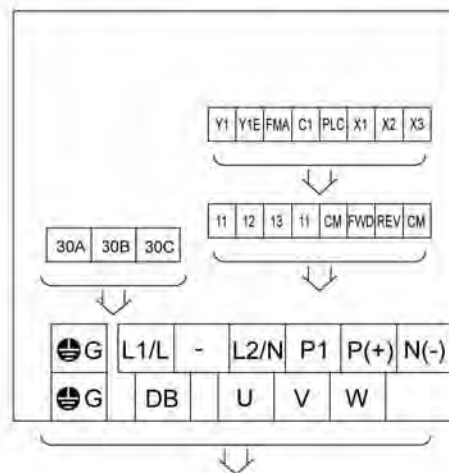 Y1 Y1E FMA C1 PLC X1 X2 X3
11 12 13 11 CM FWD REV CM
30A 30B 30C
G L1/L - L2/N P1 P(+) N(-)
G DB U V W